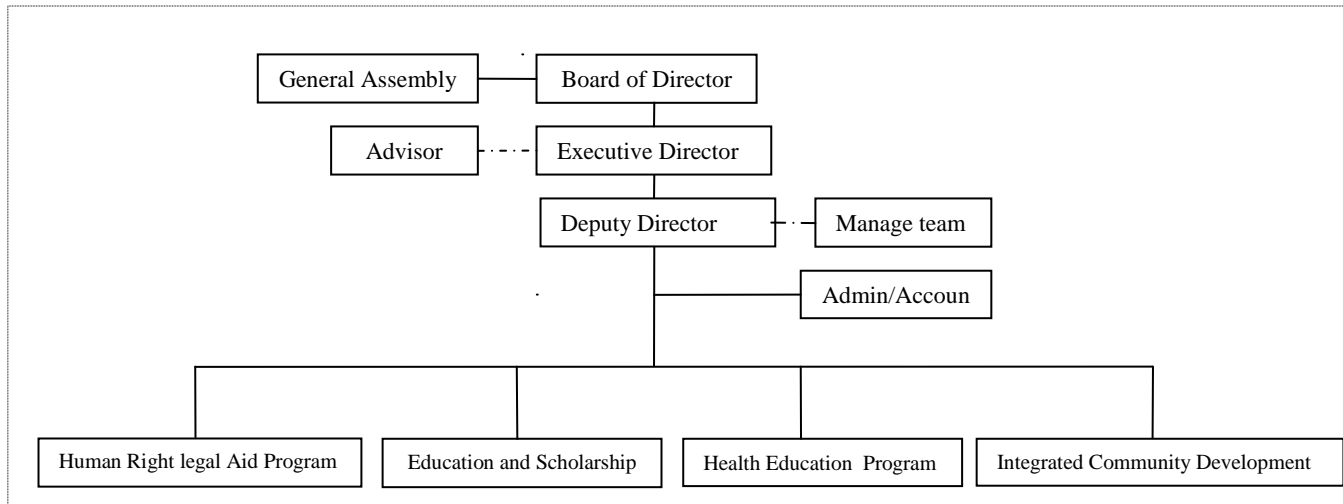 General Assembly
Board of Director
Advisor
Executive Director
Deputy Director
Manage team
Admin/Accoun
Human Right legal Aid Program
Education and Scholarship
Health Education Program
Integrated Community Development